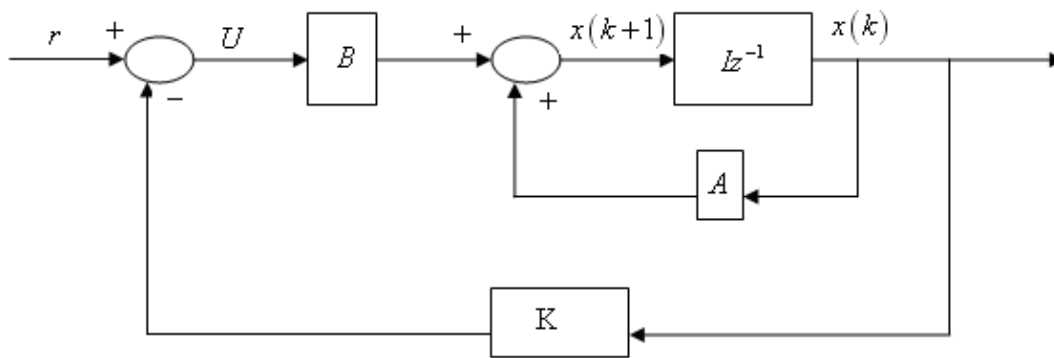 r + U B + x(k+1) Iz⁻¹ x(k)
− +
A
K